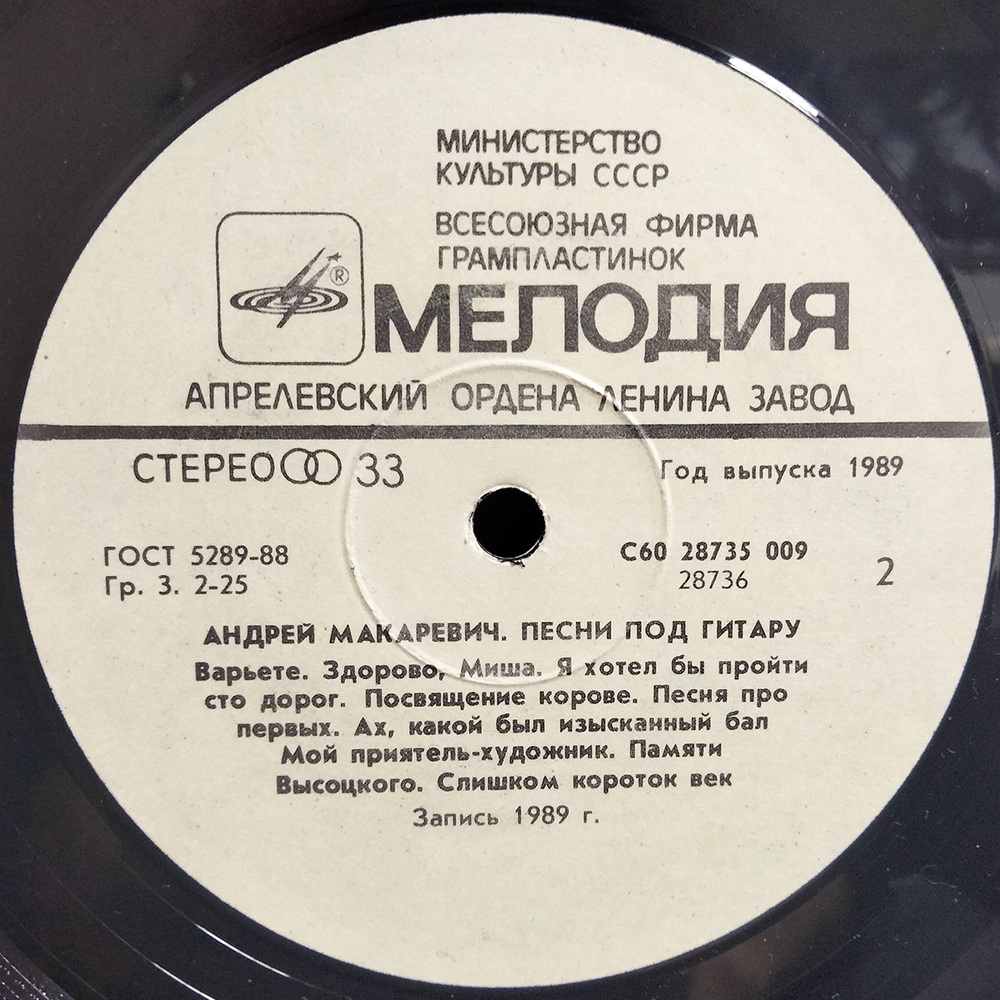 МИНИСТЕРСТВО
КУЛЬТУРЫ СССР
ВСЕСОЮЗНАЯ ФИРМА
ГРАМПЛАСТИНОК
®
МЕЛОДИЯ
АПРЕЛЕВСКИЙ ОРДЕНА ЛЕНИНА ЗАВОД
СТЕРЕО 33
Год выпуска 1989
ГОСТ 5289-88
Гр. 3. 2-25
С60 28735 009
28736
2
АНДРЕЙ МАКАРЕВИЧ. ПЕСНИ ПОД ГИТАРУ
Варьете. Здорово, Миша. Я хотел бы пройти
сто дорог. Посвящение корове. Песня про
первых. Ах, какой был изысканный бал
Мой приятель-художник. Памяти
Высоцкого. Слишком короток век
Запись 1989 г.